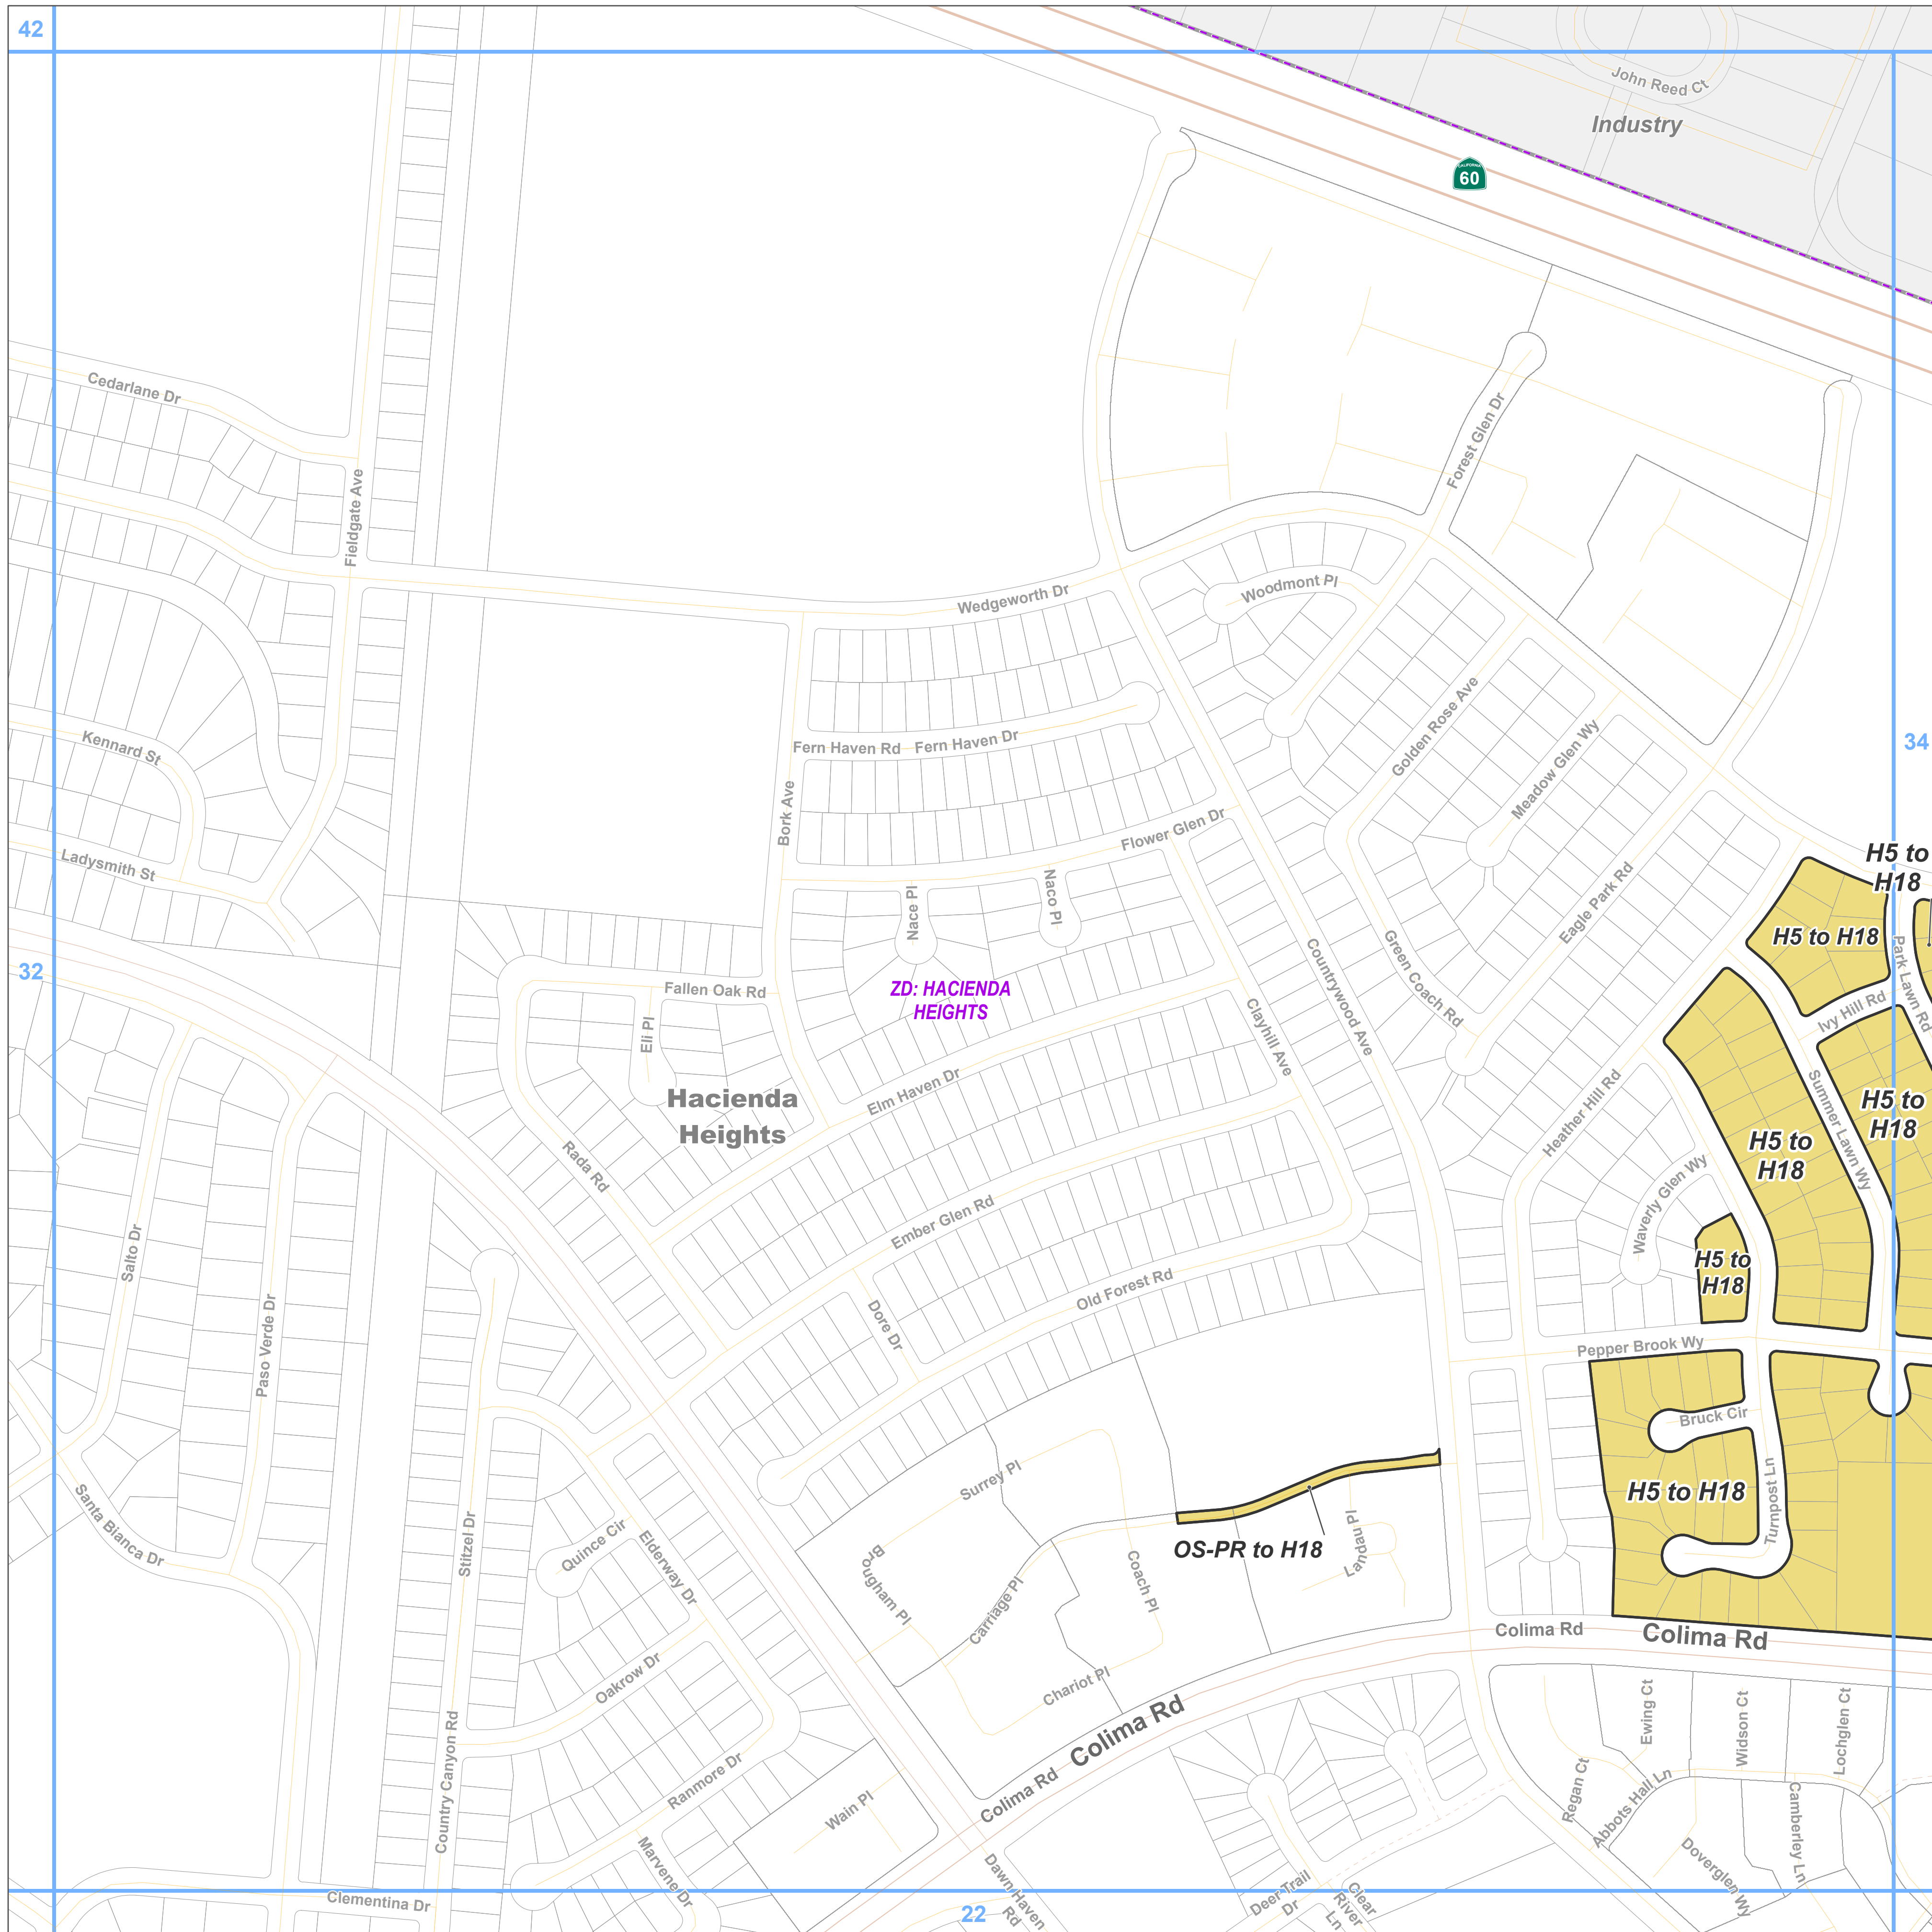 42
John Reed Ct
Industry
CALIFORNIA
60
Cedarlane Dr
Fieldgate Ave
Forest Glen Dr
Wedgeworth Dr
Woodmont Pl
Kennard St
Fern Haven Rd
Fern Haven Dr
Golden Rose Ave
Meadow Glen Wy
34
Bork Ave
Flower Glen Dr
Ladysmith St
H5 to
H18
Nace Pl
Naco Pl
Eagle Park Rd
H5 to H18
Park Lawn Rd
32
Fallen Oak Rd
ZD: HACIENDA
HEIGHTS
Countrywood Ave
Green Coach Rd
Ivy Hill Rd
Eli Pl
Clayhill Ave
Hacienda
Heights
Elm Haven Dr
Heather Hill Rd
Summer Lawn Wy
H5 to
H18
H5 to
H18
Rada Rd
Waverly Glen Wy
Ember Glen Rd
Salto Dr
H5 to
H18
Old Forest Rd
Paso Verde Dr
Dore Dr
Pepper Brook Wy
Bruck Cir
Surrey Pl
H5 to H18
Turnpost Ln
Santa Bianca Dr
Stitzel Dr
Quince Cir
Elderway Dr
OS-PR to H18
Laudan Pl
Brougham Pl
Carriage Pl
Coach Pl
Colima Rd
Colima Rd
Oakrow Dr
Chariot Pl
Colima Rd
Colima Rd
Ewing Ct
Widson Ct
Lochglen Ct
Country Canyon Rd
Ranmore Dr
Wain Pl
Regan Ct
Abbots Hall Ln
Camberley Ln
Doverglen Wy
Marvene Dr
Clementina Dr
Dawn Haven
Rd
Deer Trail
Dr
Clear
River
Ln
22